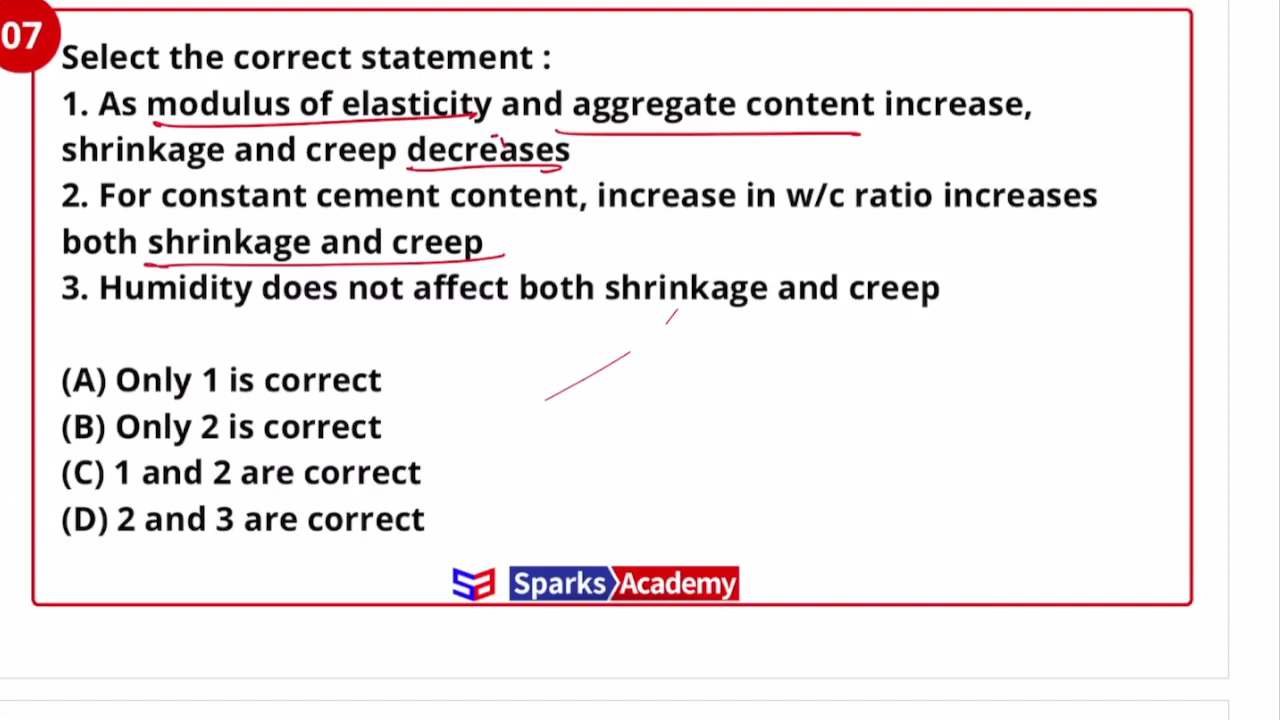 07
Select the correct statement :
1. As modulus of elasticity and aggregate content increase,
shrinkage and creep decreases
2. For constant cement content, increase in w/c ratio increases
both shrinkage and creep
3. Humidity does not affect both shrinkage and creep
(A) Only 1 is correct
(B) Only 2 is correct
(C) 1 and 2 are correct
(D) 2 and 3 are correct
Sparks Academy